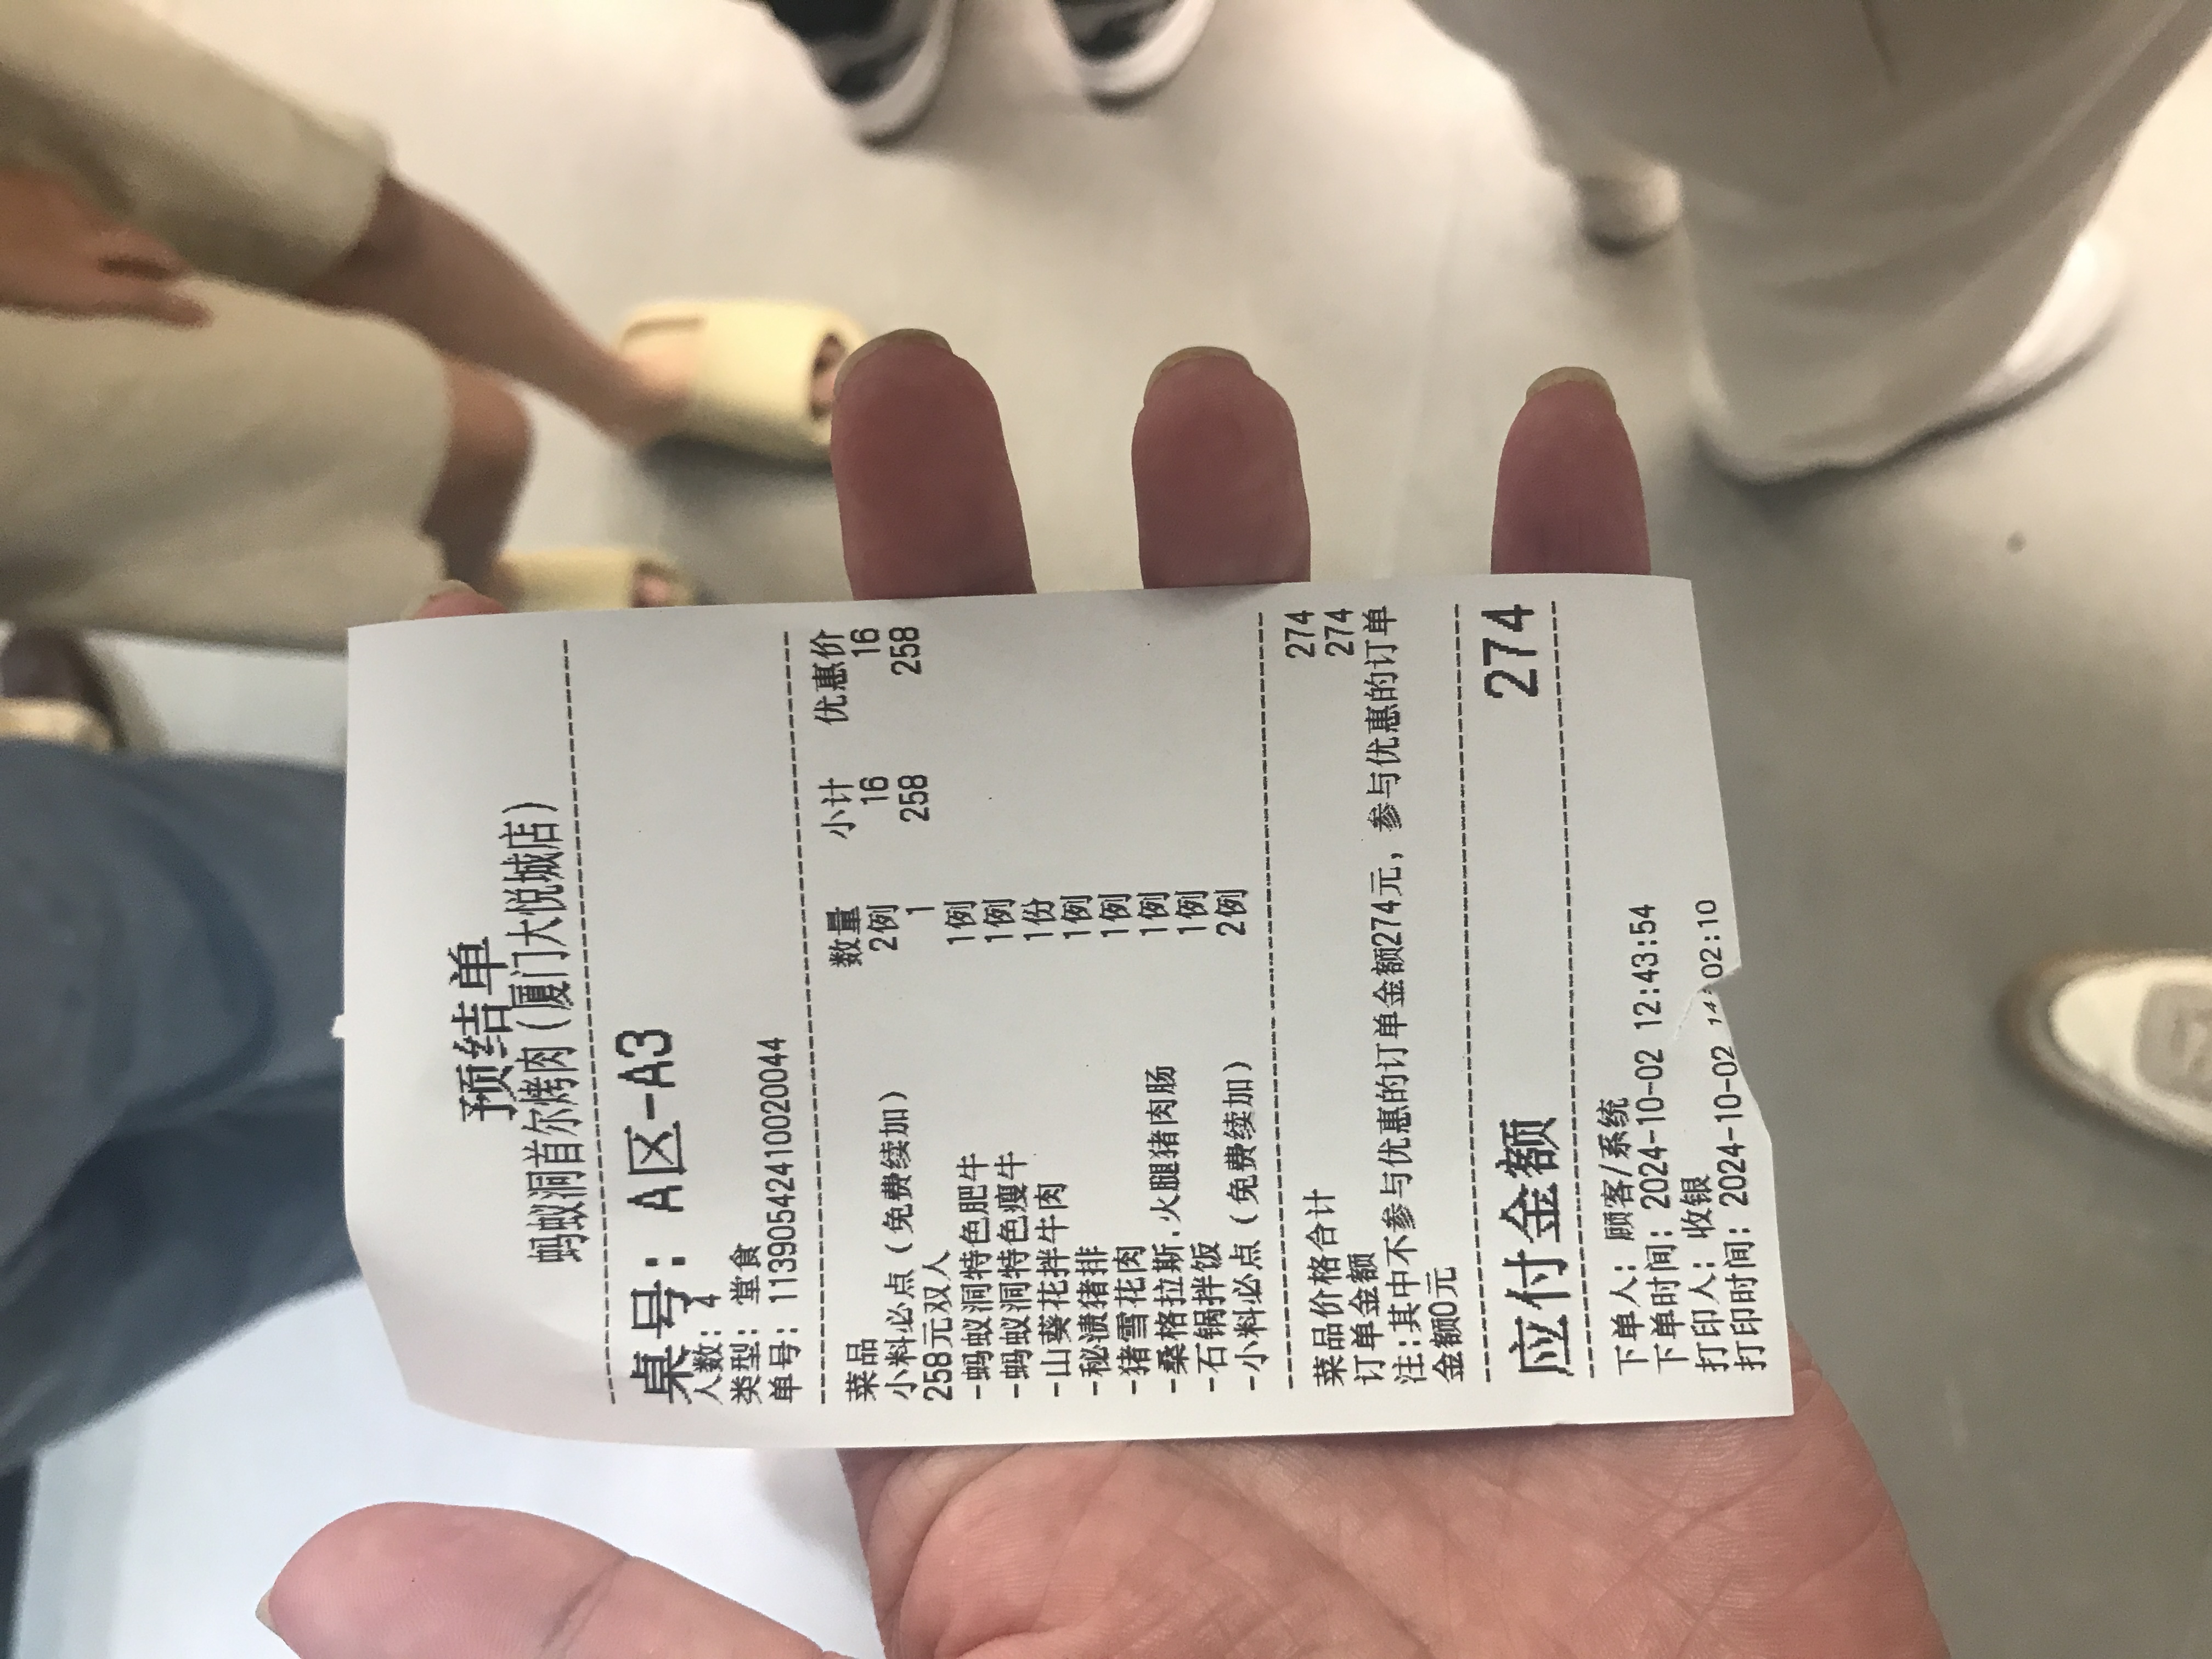 预结单
蚂蚁洞首尔烤肉（厦门大悦城店）
桌号：A区-A3
人数：4
类型：堂食
单号：11390542410020044
菜品 数量 小计 优惠价
小料必点（免费续加） 2例 16 16
258元双人 1 258 258
-蚂蚁洞特色肥牛 1例
-蚂蚁洞特色瘦牛 1例
-山葵花拌牛肉 1份
-秘渍猪排 1例
-猪雪花肉 1例
-桑格拉斯.火腿猪肉肠 1例
-石锅拌饭 1例
-小料必点（免费续加） 2例
菜品价格合计 274
订单金额 274
注:其中不参与优惠的订单金额274元，参与优惠的订单
金额0元
应付金额 274
下单人：顾客/系统
下单时间：2024-10-02 12:43:54
打印人：收银
打印时间：2024-10-02 14:02:10